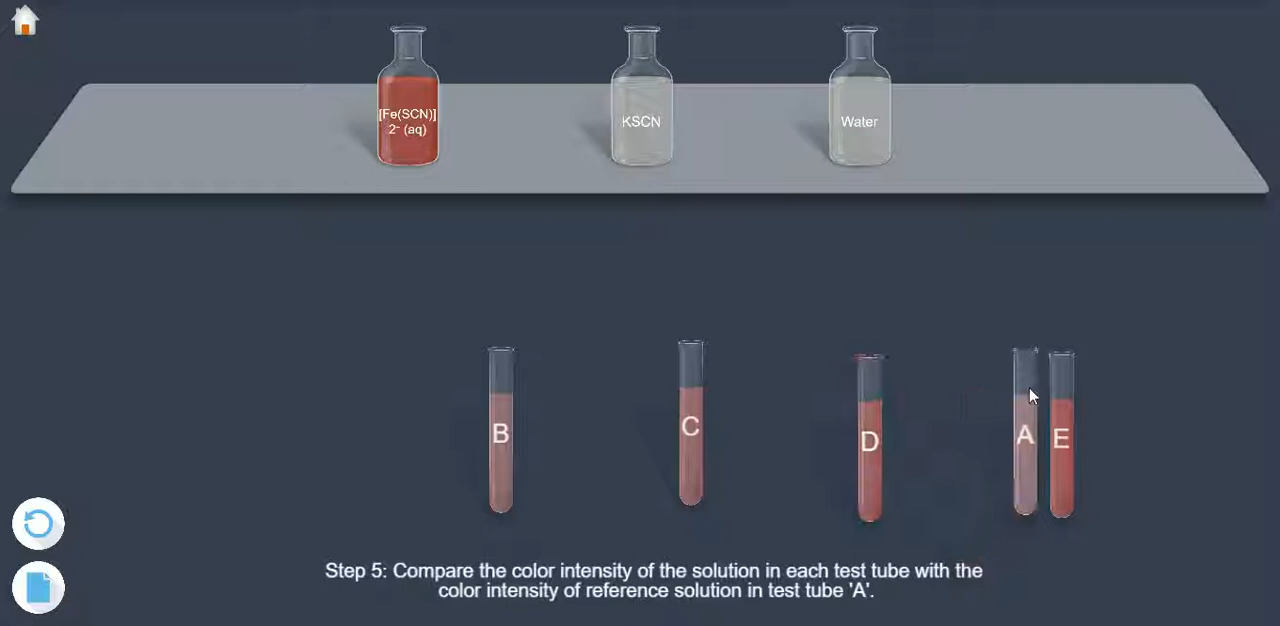 [Fe(SCN)]
2⁻ (aq)
KSCN
Water
B
C
D
A
E
Step 5: Compare the color intensity of the solution in each test tube with the
color intensity of reference solution in test tube 'A'.